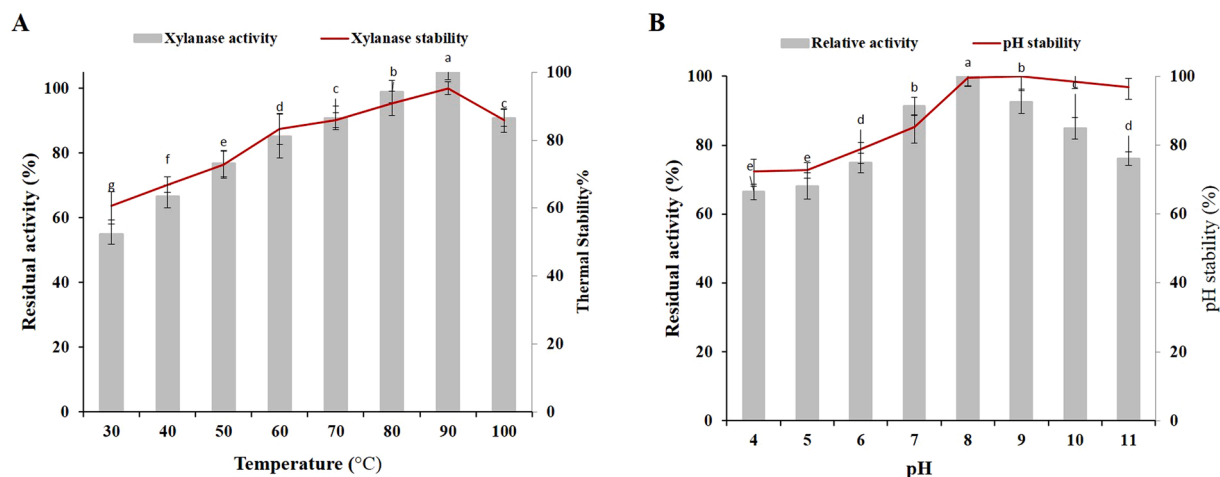 A
Xylanase activity
Xylanase stability
Residual activity (%)
100
80
60
40
20
0
g
f
e
d
c
b
a
c
100
80
60
40
20
0
Thermal Stability%
30 40 50 60 70 80 90 100
Temperature (°C)
B
Relative activity
pH stability
Residual activity (%)
100
80
60
40
20
0
e
e
d
b
a
b
c
d
100
80
60
40
20
0
pH stability (%)
4 5 6 7 8 9 10 11
pH